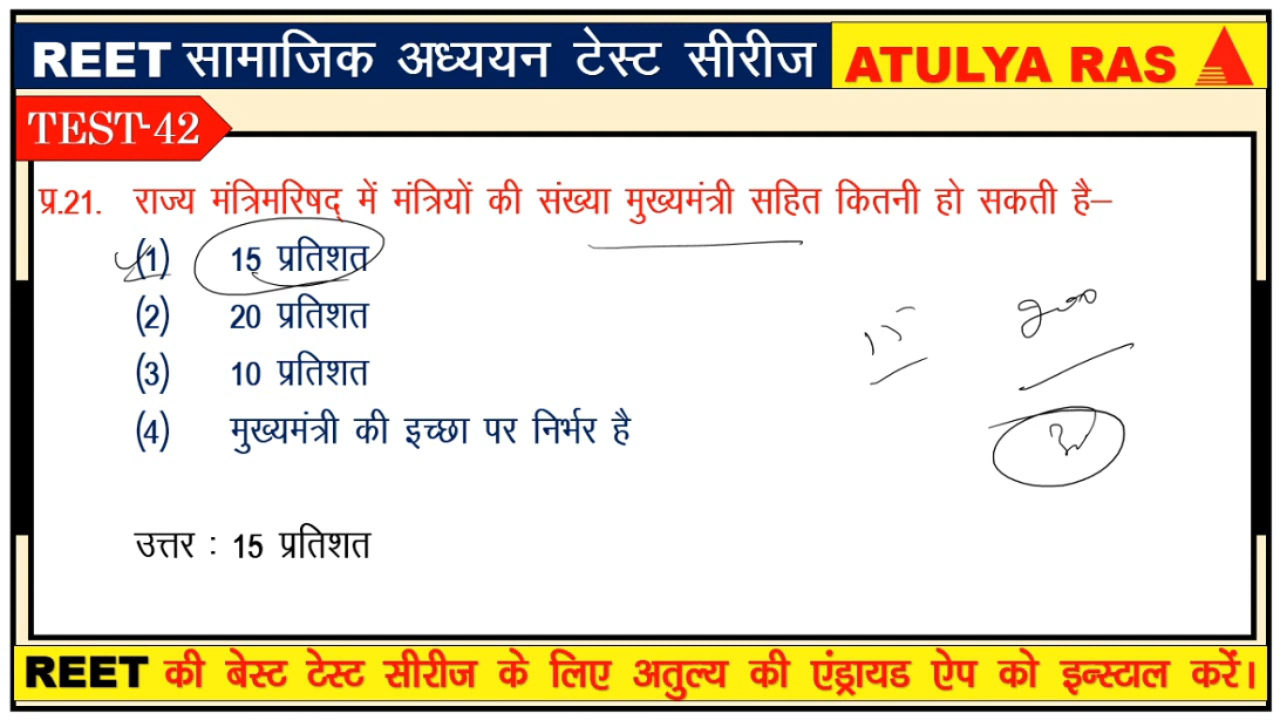 REET सामाजिक अध्ययन टेस्ट सीरीज ATULYA RAS
TEST-42
प्र.21. राज्य मंत्रिमरिषद् में मंत्रियों की संख्या मुख्यमंत्री सहित कितनी हो सकती है–
(1) 15 प्रतिशत
(2) 20 प्रतिशत
(3) 10 प्रतिशत
(4) मुख्यमंत्री की इच्छा पर निर्भर है
उत्तर : 15 प्रतिशत
REET की बेस्ट टेस्ट सीरीज के लिए अतुल्य की एंड्रायड ऐप को इन्स्टाल करें।